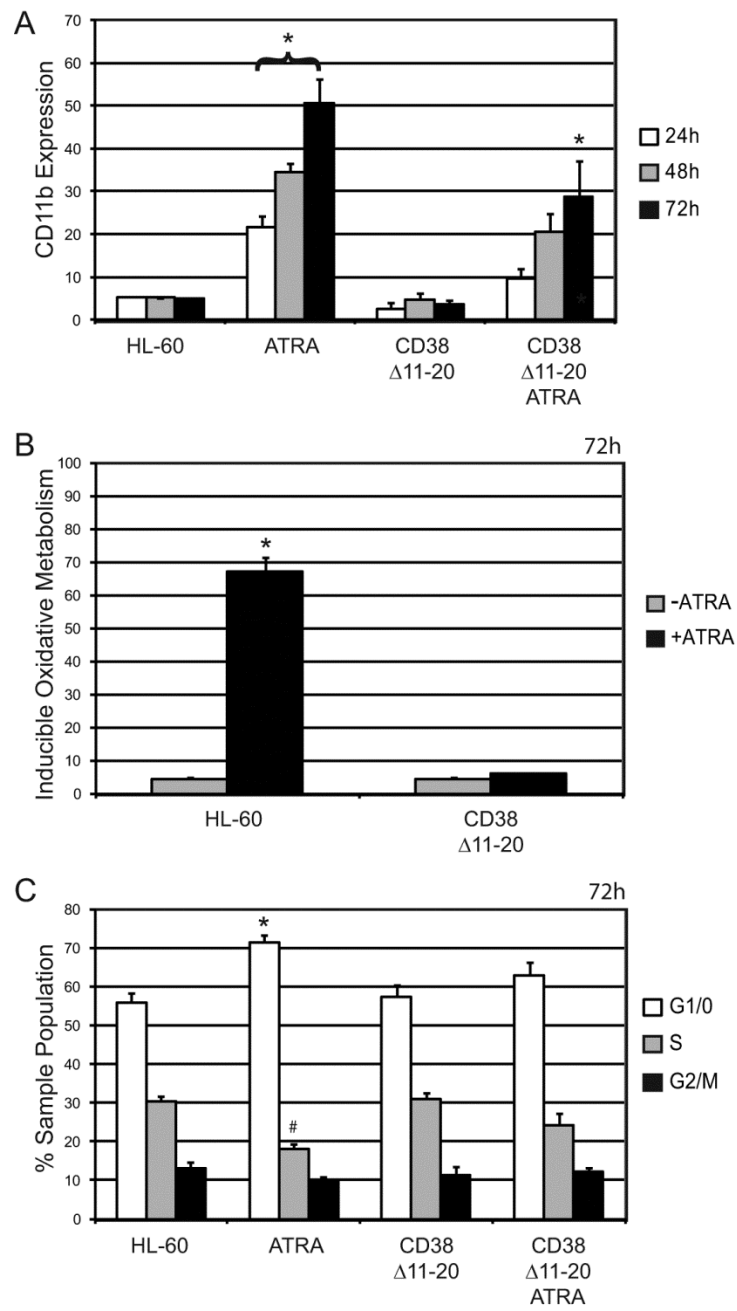 A
CD11b Expression
70
60
50
40
30
20
10
0
*
*
*
24h
48h
72h
HL-60 ATRA CD38 CD38
Δ11-20 Δ11-20
ATRA
B
72h
Inducible Oxidative Metabolism
100
90
80
70
60
50
40
30
20
10
0
*
-ATRA
+ATRA
HL-60 CD38
Δ11-20
C
72h
% Sample Population
80
70
60
50
40
30
20
10
0
*
#
G1/0
S
G2/M
HL-60 ATRA CD38 CD38
Δ11-20 Δ11-20
ATRA